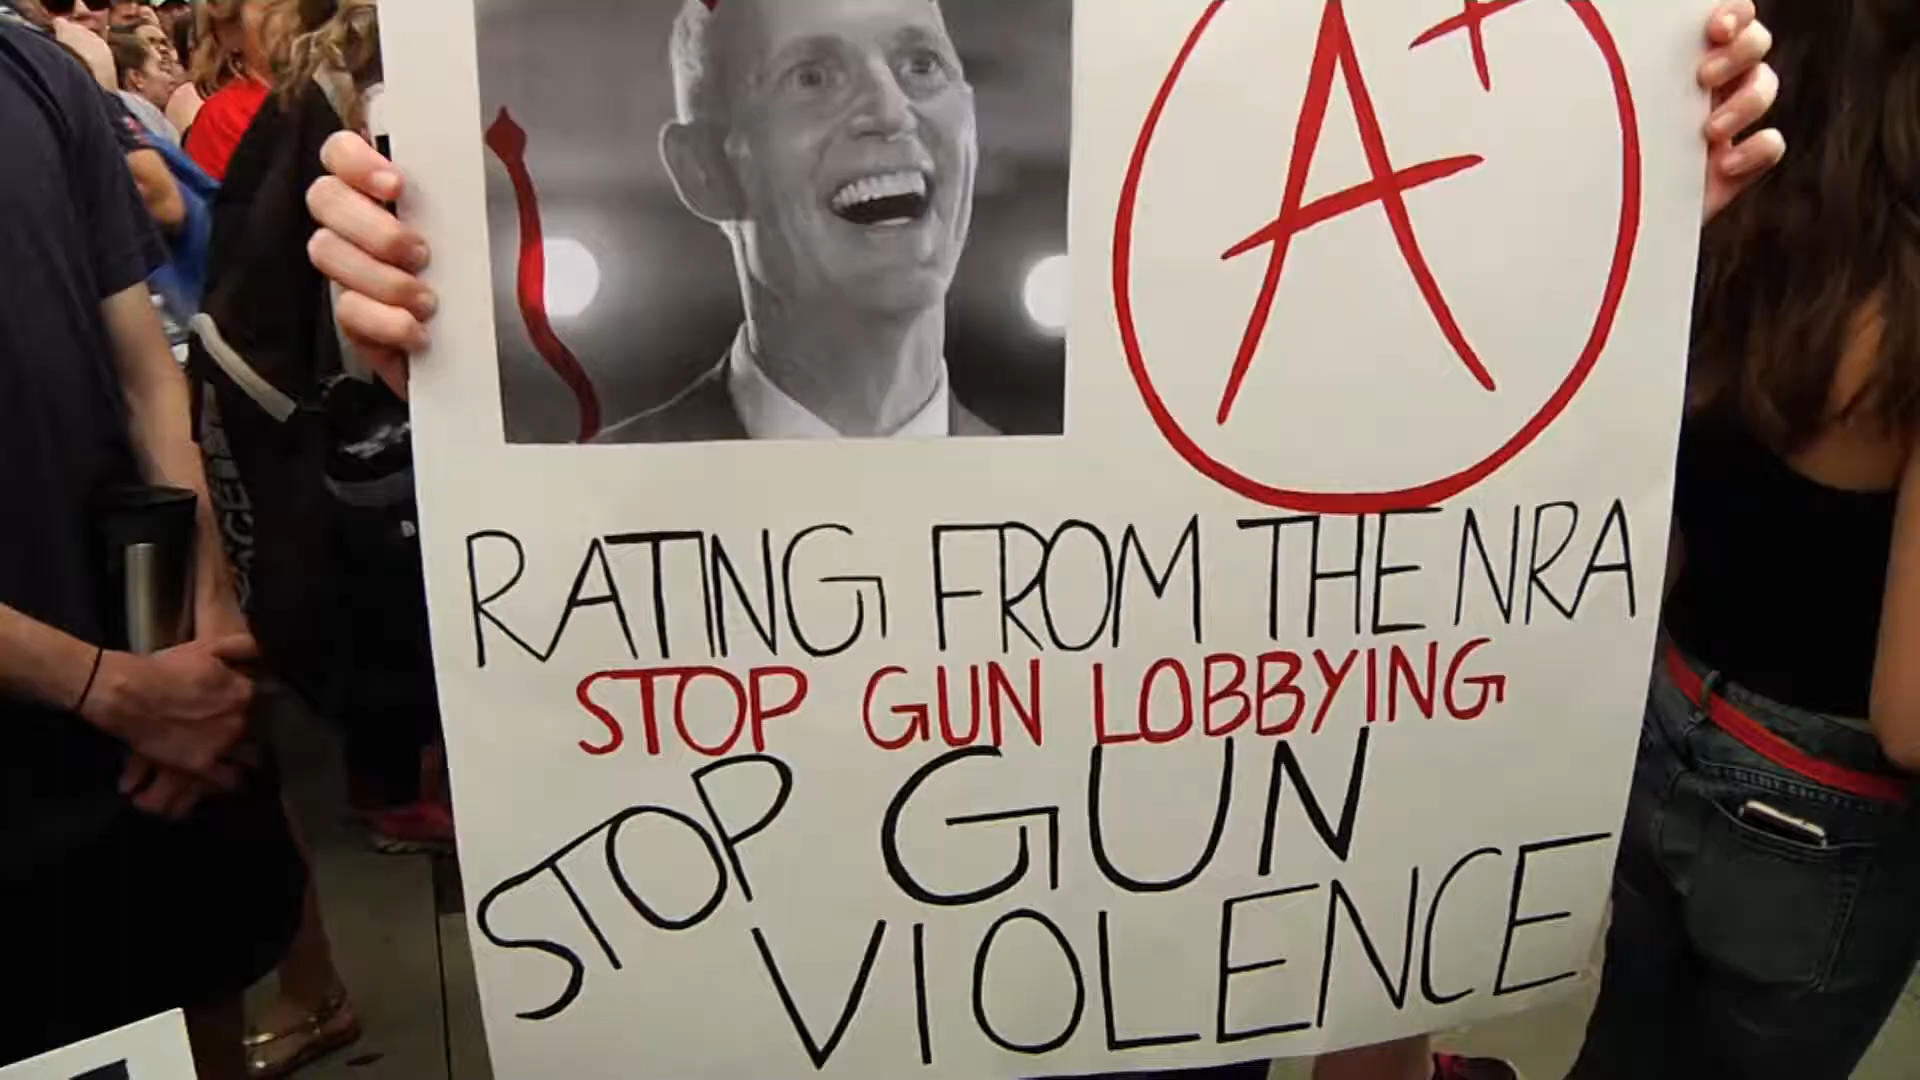 A+
RATING FROM THE NRA
STOP GUN LOBBYING
STOP GUN
VIOLENCE